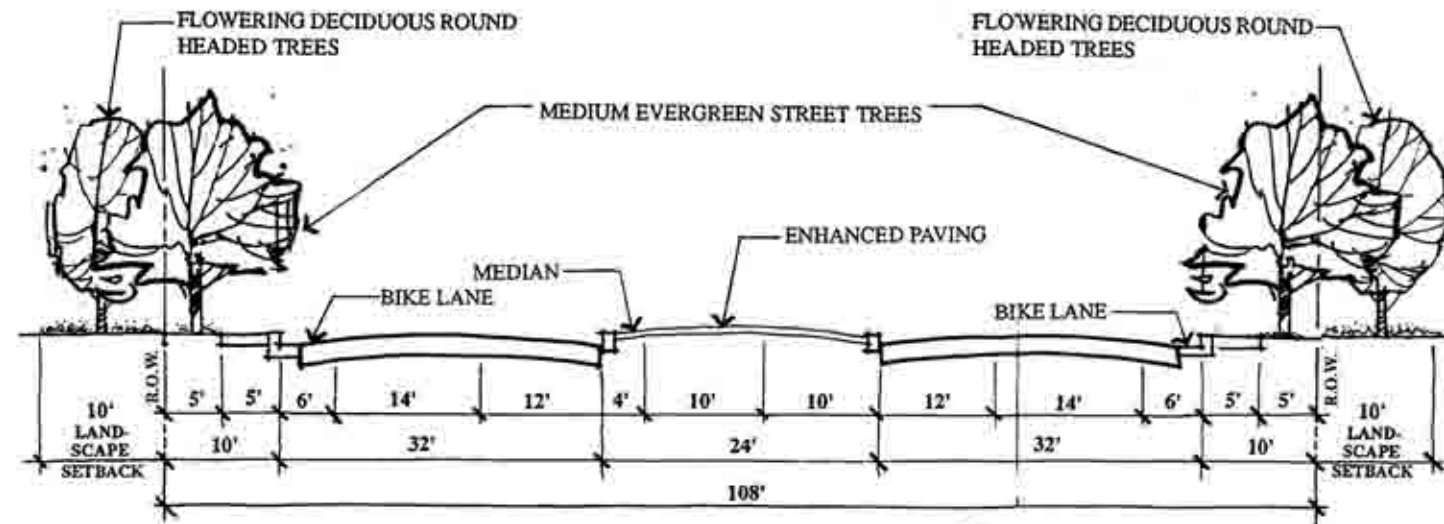 FLOWERING DECIDUOUS ROUND
HEADED TREES
FLOWERING DECIDUOUS ROUND
HEADED TREES
MEDIUM EVERGREEN STREET TREES
ENHANCED PAVING
MEDIAN
BIKE LANE
BIKE LANE
R.O.W.
R.O.W.
5' 5' 6' 14' 12' 4' 10' 10' 12' 14' 6' 5' 5'
10'
LAND-
SCAPE
SETBACK
10'
LAND-
SCAPE
SETBACK
10' 32' 24' 32' 10'
108'